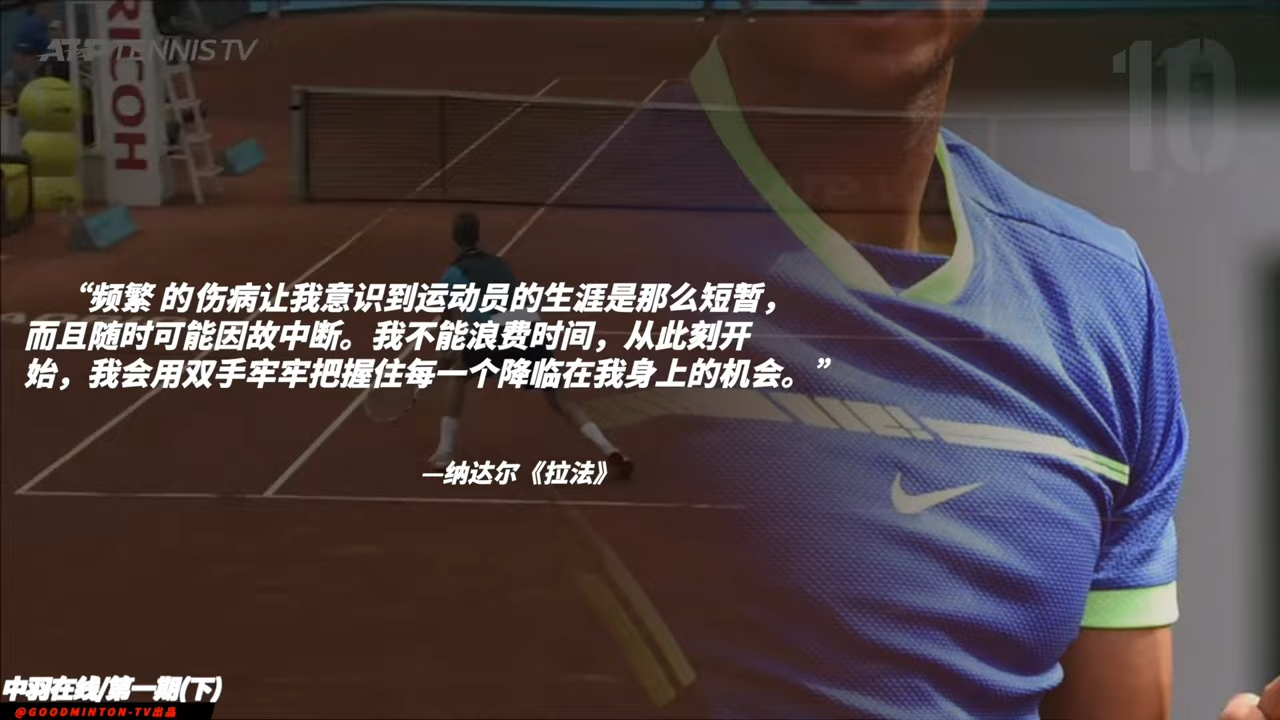 ATP TENNIS TV
10
RICOH
“频繁 的伤病让我意识到运动员的生涯是那么短暂，
而且随时可能因故中断。我不能浪费时间，从此刻开
始，我会用双手牢牢把握住每一个降临在我身上的机会。”
—纳达尔《拉法》
中羽在线/第一期(下)
@GOODMINTON-TV出品